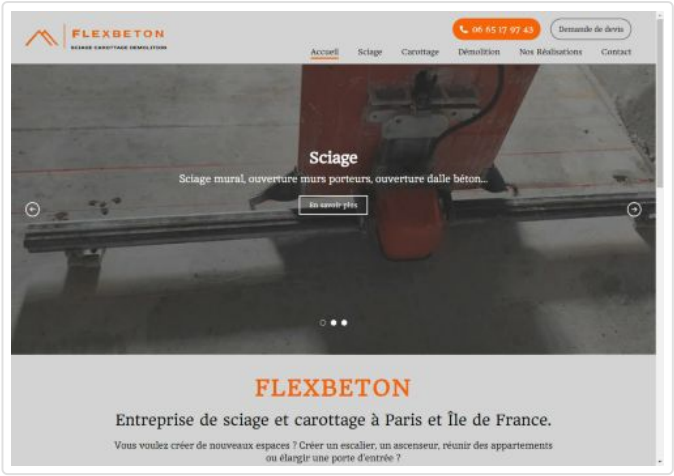 FLEXBETON
SCIAGE CAROTTAGE DEMOLITION
06 65 17 97 43
Demande de devis
Accueil Sciage Carottage Démolition Nos Réalisations Contact
Sciage
Sciage mural, ouverture murs porteurs, ouverture dalle béton...
En savoir plus
FLEXBETON
Entreprise de sciage et carottage à Paris et Île de France.
Vous voulez créer de nouveaux espaces ? Créer un escalier, un ascenseur, réunir des appartements
ou élargir une porte d'entrée ?